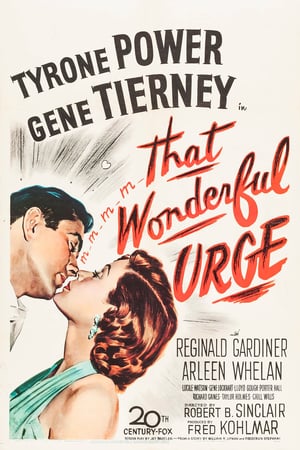 TYRONE POWER
GENE TIERNEY
in
That
m-m-m-m-
Wonderful
URGE
with
REGINALD GARDINER
ARLEEN WHELAN
LUCILE WATSON GENE LOCKHART LLOYD GOUGH PORTER HALL
RICHARD GAINES TAYLOR HOLMES CHILL WILLS
DIRECTED BY
ROBERT B. SINCLAIR
PRODUCED BY
FRED KOHLMAR
20th
CENTURY-FOX